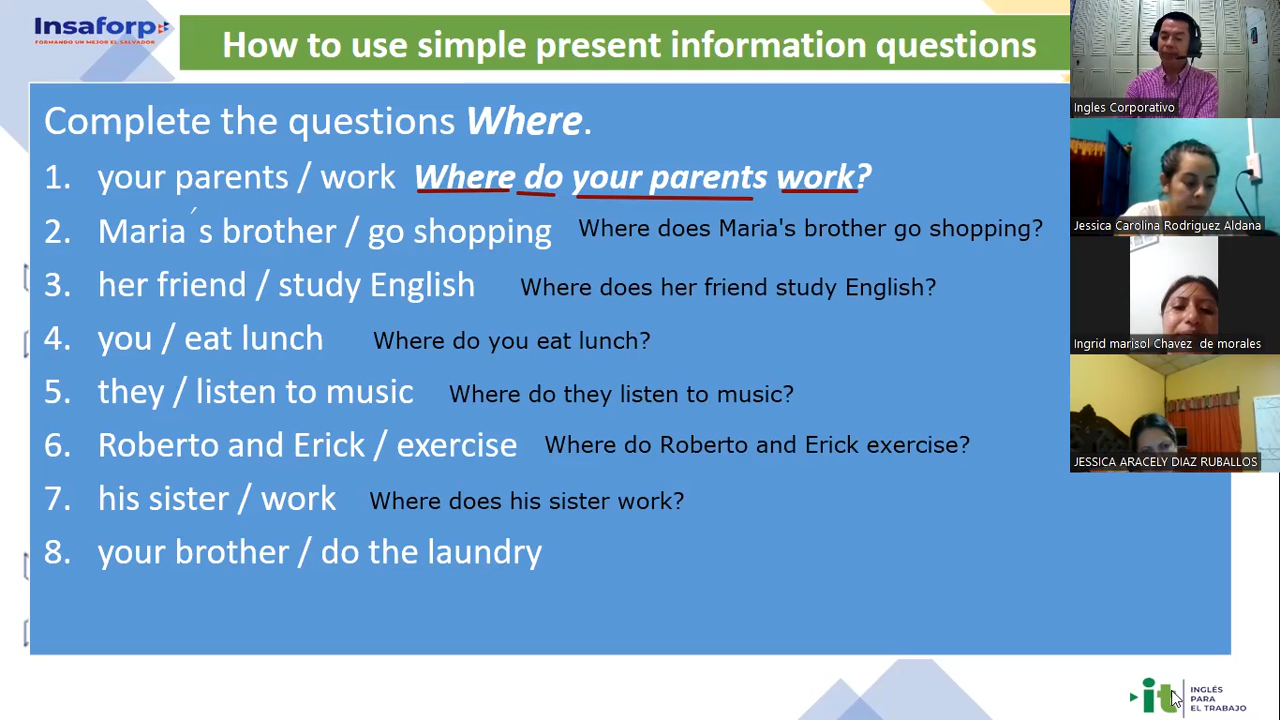 Insaforp
FORMANDO UN MEJOR EL SALVADOR
How to use simple present information questions
Complete the questions Where.
1. your parents / work Where do your parents work?
2. Maria´s brother / go shopping Where does Maria's brother go shopping?
3. her friend / study English Where does her friend study English?
4. you / eat lunch Where do you eat lunch?
5. they / listen to music Where do they listen to music?
6. Roberto and Erick / exercise Where do Roberto and Erick exercise?
7. his sister / work Where does his sister work?
8. your brother / do the laundry
Ingles Corporativo
Jessica Carolina Rodriguez Aldana
Ingrid marisol Chavez de morales
JESSICA ARACELY DIAZ RUBALLOS
it
INGLÉS
PARA
EL TRABAJO